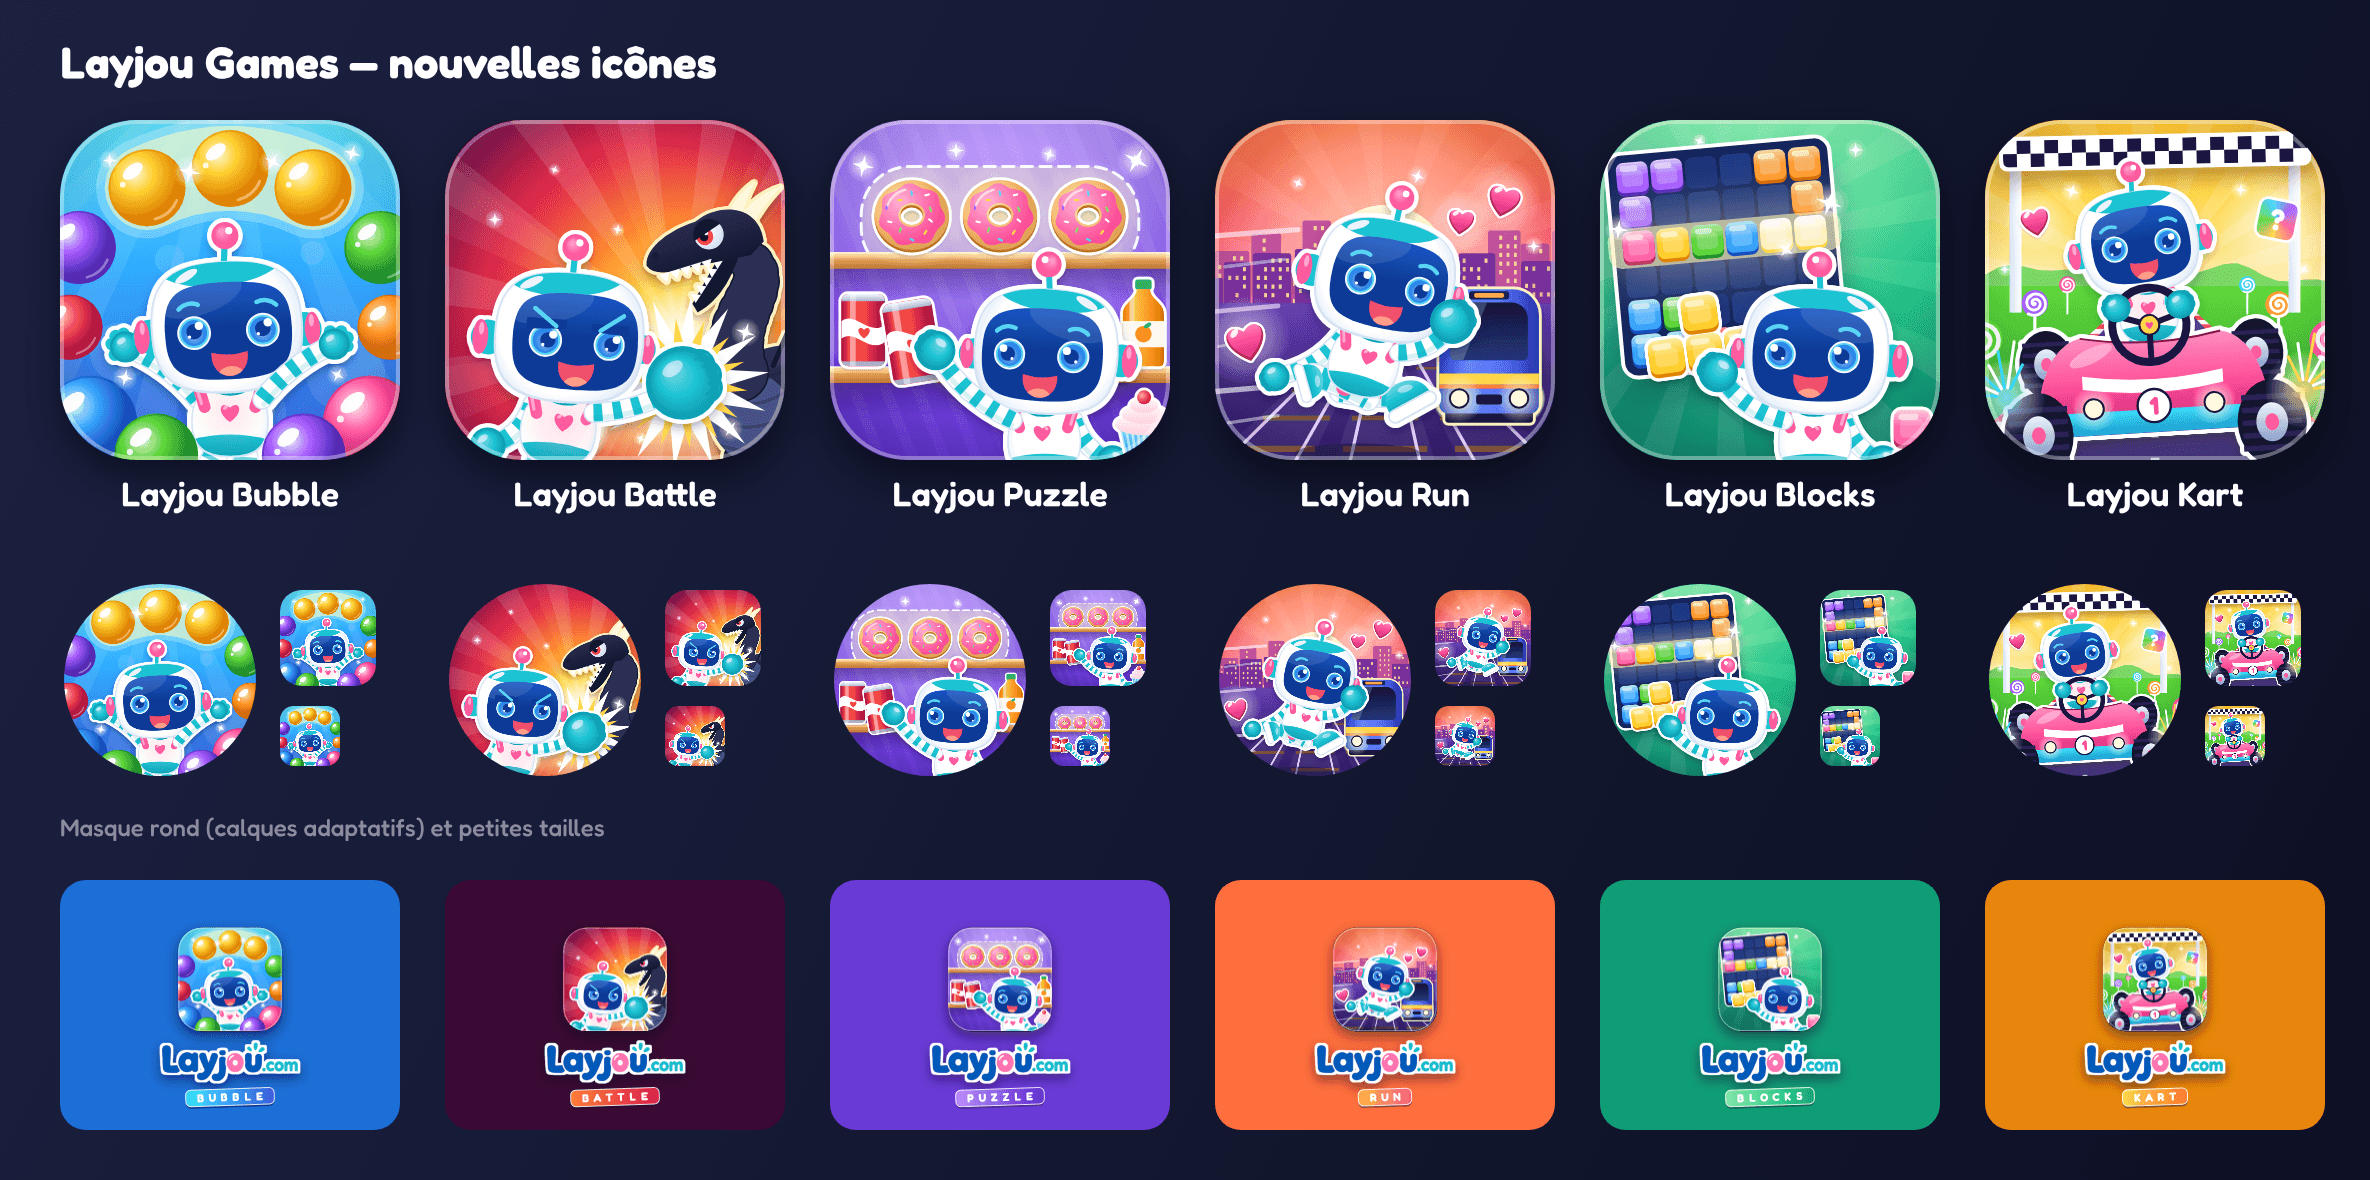 Layjou Games — nouvelles icônes
?
1
Layjou Bubble
Layjou Battle
Layjou Puzzle
Layjou Run
Layjou Blocks
Layjou Kart
?
1
Masque rond (calques adaptatifs) et petites tailles
Layjou.com
BUBBLE
Layjou.com
BATTLE
Layjou.com
PUZZLE
Layjou.com
RUN
Layjou.com
BLOCKS
Layjou.com
KART